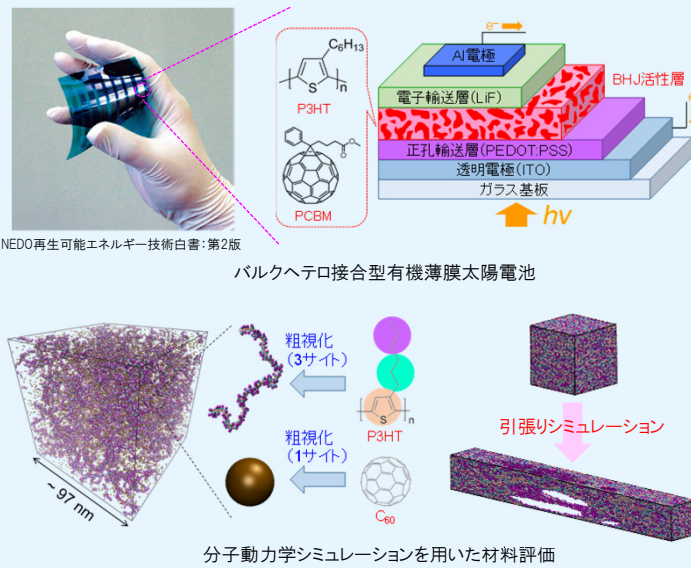 C6H13
S
n
P3HT
O
O
PCBM
e-
Al電極
BHJ活性層
電子輸送層(LiF)
正孔輸送層(PEDOT:PSS)
透明電極(ITO)
ガラス基板
hν
NEDO再生可能エネルギー技術白書:第2版
バルクヘテロ接合型有機薄膜太陽電池
粗視化
(3サイト)
S
n
P3HT
粗視化
(1サイト)
C60
~ 97 nm
引張りシミュレーション
分子動力学シミュレーションを用いた材料評価